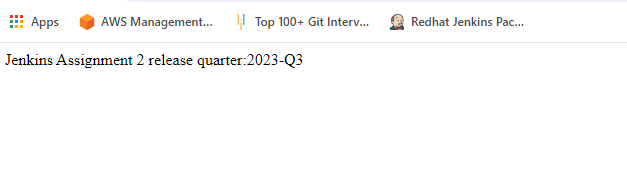 Apps AWS Management... Top 100+ Git Interv... Redhat Jenkins Pac...
Jenkins Assignment 2 release quarter:2023-Q3